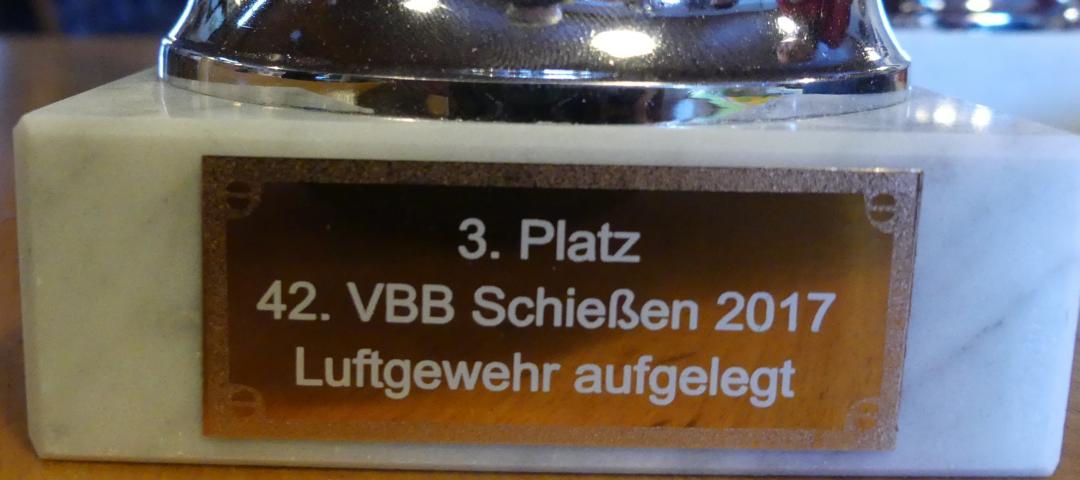 3. Platz
42. VBB Schießen 2017
Luftgewehr aufgelegt